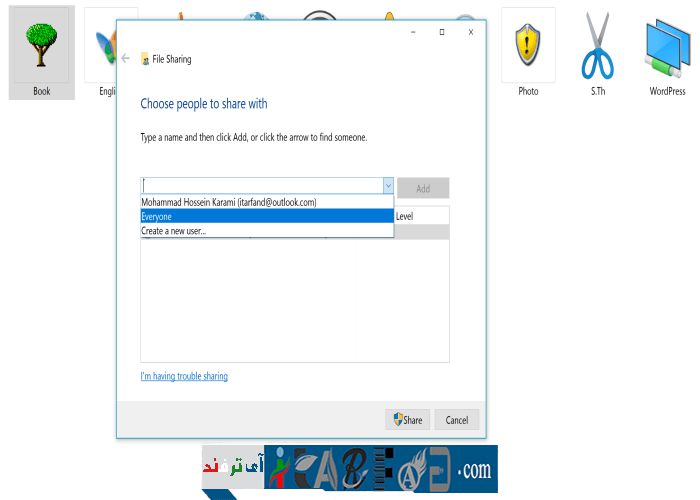 File Sharing
Choose people to share with
Type a name and then click Add, or click the arrow to find someone.
Add
Mohammad Hossein Karami (itarfand@outlook.com)
Everyone
Create a new user...
Level
I'm having trouble sharing
Share
Cancel
Book
Engli
Photo
S.Th
WordPress
آی ترفند
iTARFAND.com